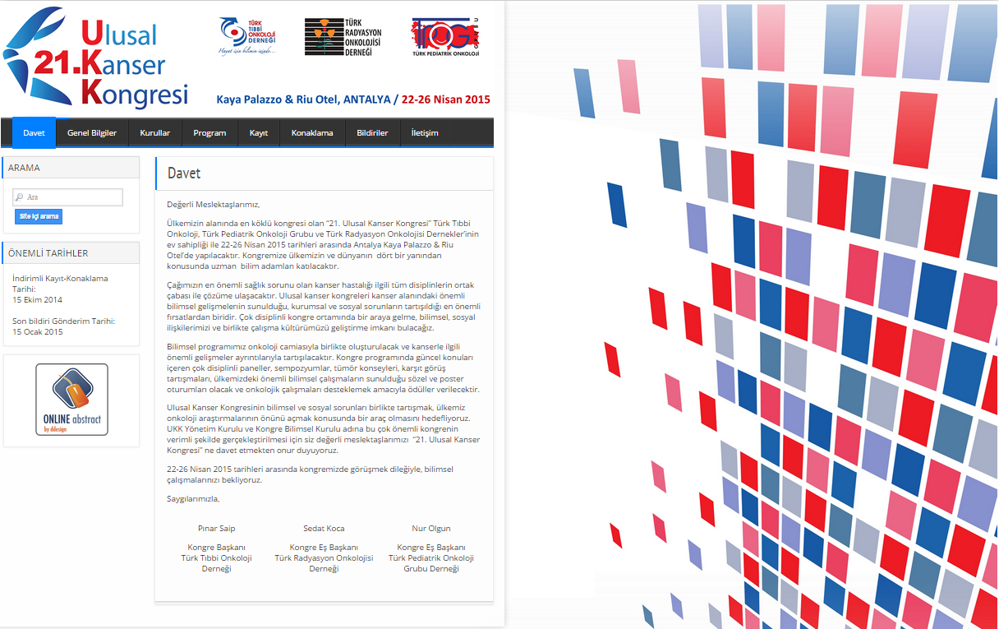 Ulusal
21.Kanser
Kongresi
TÜRK
TIBBİ
ONKOLOJİ
DERNEĞİ
Hayat için bilimin izinde...
TÜRK
RADYASYON
ONKOLOJİSİ
DERNEĞİ
TPOG
GRUBU
TÜRK PEDİATRİK ONKOLOJİ
Kaya Palazzo & Riu Otel, ANTALYA / 22-26 Nisan 2015
Davet Genel Bilgiler Kurullar Program Kayıt Konaklama Bildiriler İletişim
ARAMA
Ara
Site içi arama
ÖNEMLİ TARİHLER
İndirimli Kayıt-Konaklama
Tarihi:
15 Ekim 2014
Son bildiri Gönderim Tarihi:
15 Ocak 2015
ONLINE abstract
by ddesign
Davet
Değerli Meslektaşlarımız,
Ülkemizin alanında en köklü kongresi olan “21. Ulusal Kanser Kongresi” Türk Tıbbi
Onkoloji, Türk Pediatrik Onkoloji Grubu ve Türk Radyasyon Onkolojisi Dernekler’inin
ev sahipliği ile 22-26 Nisan 2015 tarihleri arasında Antalya Kaya Palazzo & Riu
Otel’de yapılacaktır. Kongremize ülkemizin ve dünyanın dört bir yanından
konusunda uzman bilim adamları katılacaktır.
Çağımızın en önemli sağlık sorunu olan kanser hastalığı ilgili tüm disiplinlerin ortak
çabası ile çözüme ulaşacaktır. Ulusal kanser kongreleri kanser alanındaki önemli
bilimsel gelişmelenin sunulduğu, kurumsal ve sosyal sorunların tartışıldığı en önemli
fırsatlardan biridir. Çok disiplinli kongre ortamında bir araya gelme, bilimsel, sosyal
ilişkilerimizi ve birlikte çalışma kültürümüzü geliştirme imkanı bulacağız.
Bilimsel programımız onkoloji camiasıyla birlikte oluşturulacak ve kanserle ilgili
önemli gelişmeler ayrıntılarıyla tartışılacaktır. Kongre programında güncel konuları
içeren çok disiplinli paneller, sempozyumlar, tümör konseyleri, karşıt görüş
tartışmaları, ülkemizdeki önemli bilimsel çalışmaların sunulduğu sözel ve poster
oturumları olacak ve onkolojik çalışmaları desteklemek amacıyla ödüller verilecektir.
Ulusal Kanser Kongresinin bilimsel ve sosyal sorunları birlikte tartışmak, ülkemiz
onkoloji araştırmalarının önünü açmak konusunda bir araç olmasını hedefliyoruz.
UKK Yönetim Kurulu ve Kongre Bilimsel Kurulu adına bu çok önemli kongrenin
verimli şekilde gerçekleştirilmesi için siz değerli meslektaşlarımızı “21. Ulusal Kanser
Kongresi” ne davet etmekten onur duyuyoruz.
22-26 Nisan 2015 tarihleri arasında kongremizde görüşmek dileğiyle, bilimsel
çalışmalarınızı bekliyoruz.
Saygılarımızla,
Pınar Saip Sedat Koca Nur Olgun
Kongre Başkanı Kongre Eş Başkanı Kongre Eş Başkanı
Türk Tıbbi Onkoloji Türk Radyasyon Onkolojisi Türk Pediatrik Onkoloji
Derneği Derneği Grubu Derneği